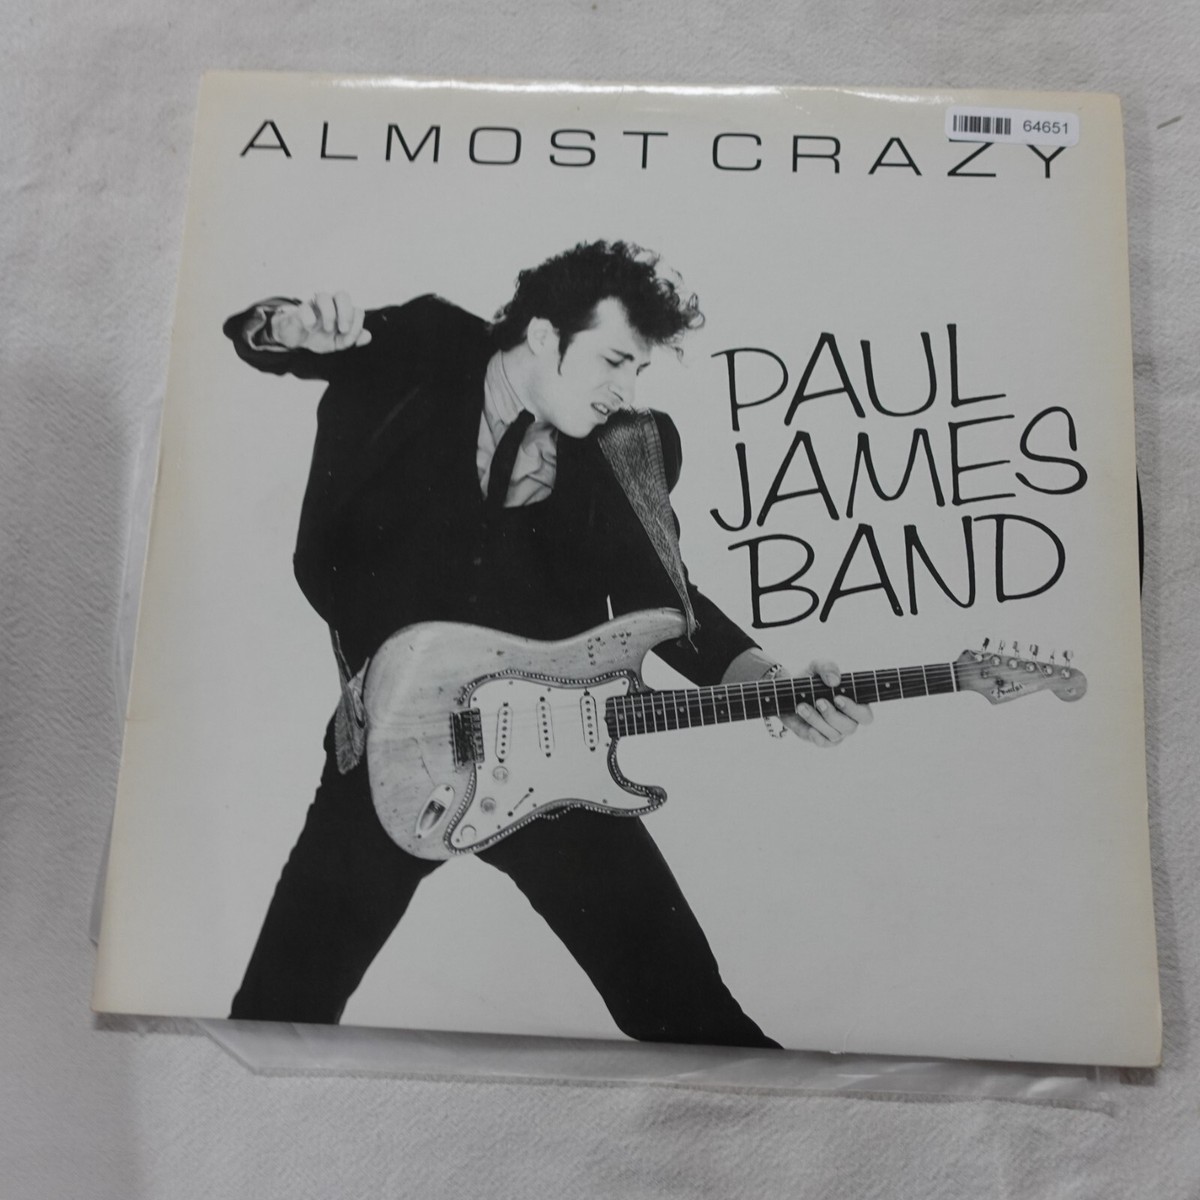 64651
ALMOST CRAZY
PAUL
JAMES
BAND
Fender